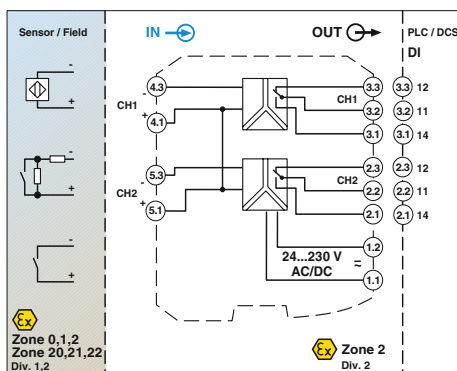 Sensor / Field
IN
OUT
PLC / DCS
DI
-
+
-
+
-
+
4.3
-
CH1
+
4.1
5.3
-
CH2
+
5.1
3.3
CH1
3.2
3.1
2.3
CH2
2.2
2.1
1.2
24...230 V
AC/DC
≈
1.1
3.3 12
3.2 11
3.1 14
2.3 12
2.2 11
2.1 14
Ex
Zone 0,1,2
Zone 20,21,22
Div. 1,2
Ex Zone 2
Div. 2